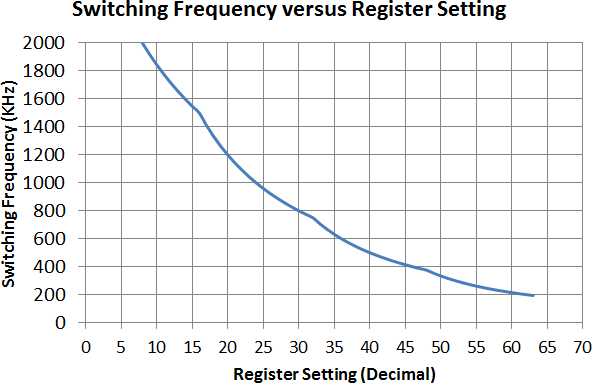 Switching Frequency versus Register Setting
2000
1800
1600
1400
1200
1000
800
600
400
200
0
Switching Frequency (KHz)
0 5 10 15 20 25 30 35 40 45 50 55 60 65 70
Register Setting (Decimal)